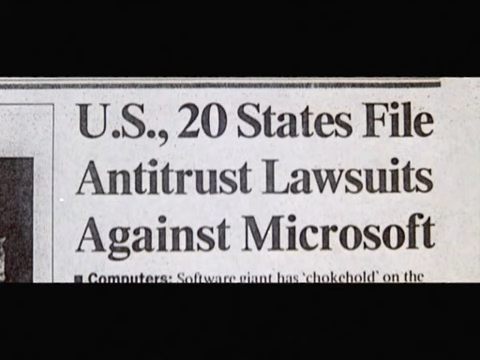 U.S., 20 States File
Antitrust Lawsuits
Against Microsoft
■ Computers: Software giant has 'chokehold' on the